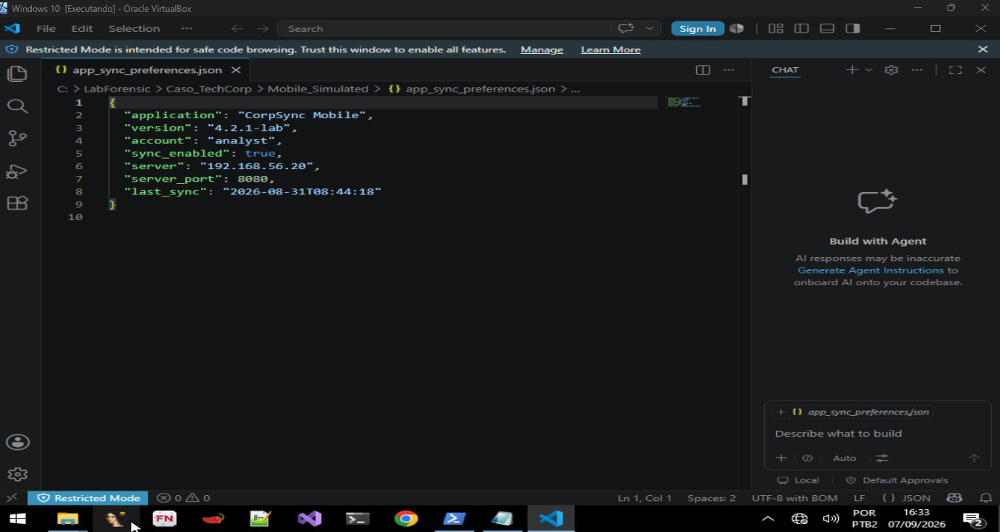 Windows 10 [Executando] - Oracle VirtualBox
File Edit Selection ··· Search Sign In
Restricted Mode is intended for safe code browsing. Trust this window to enable all features. Manage Learn More
{} app_sync_preferences.json
C: > LabForensic > Caso_TechCorp > Mobile_Simulated > {} app_sync_preferences.json > ...
1 {
2 "application": "CorpSync Mobile",
3 "version": "4.2.1-lab",
4 "account": "analyst",
5 "sync_enabled": true,
6 "server": "192.168.56.20",
7 "server_port": 8080,
8 "last_sync": "2026-08-31T08:44:18"
9 }
10
CHAT
Build with Agent
AI responses may be inaccurate
Generate Agent Instructions to
onboard AI onto your codebase.
{} app_sync_preferences.json
Describe what to build
Auto
Local Default Approvals
Restricted Mode 0 0 Ln 1, Col 1 Spaces: 2 UTF-8 with BOM LF {} JSON
FN
POR 16:33
PTB2 07/09/2026 2